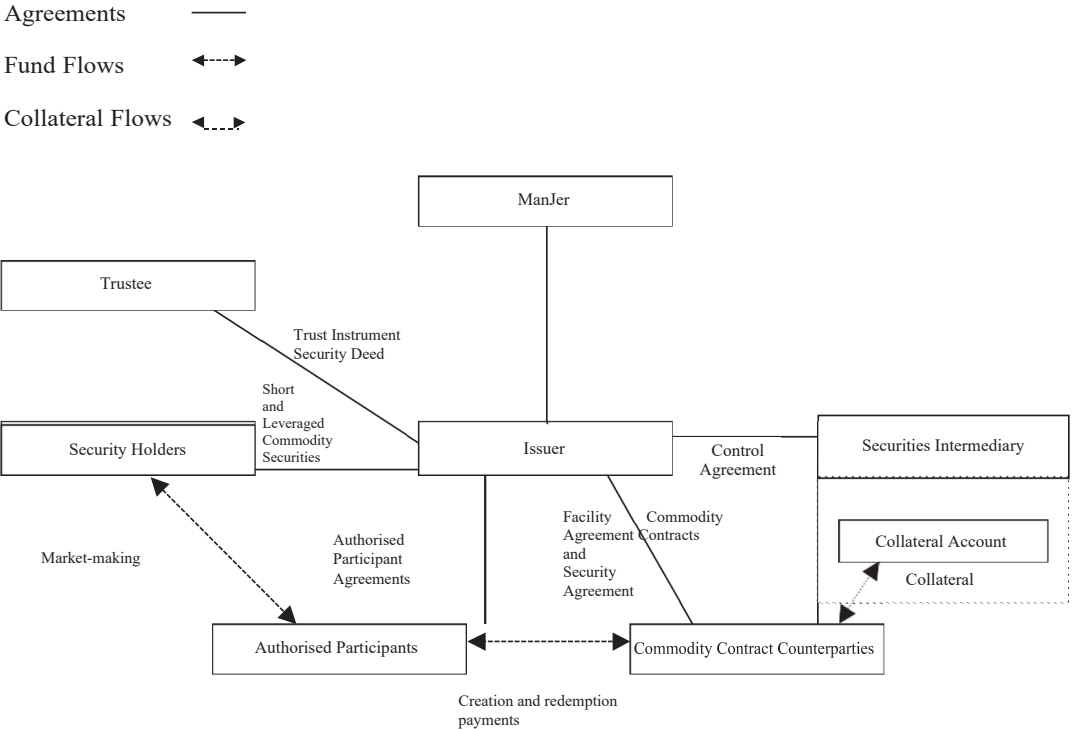 Agreements
Fund Flows
Collateral Flows
ManJer
Trustee
Trust Instrument
Security Deed
Short
and
Leveraged
Commodity
Securities
Security Holders
Issuer
Control
Agreement
Securities Intermediary
Collateral Account
Collateral
Market-making
Authorised
Participant
Agreements
Facility
Agreement
and
Security
Agreement
Commodity
Contracts
Authorised Participants
Commodity Contract Counterparties
Creation and redemption
payments